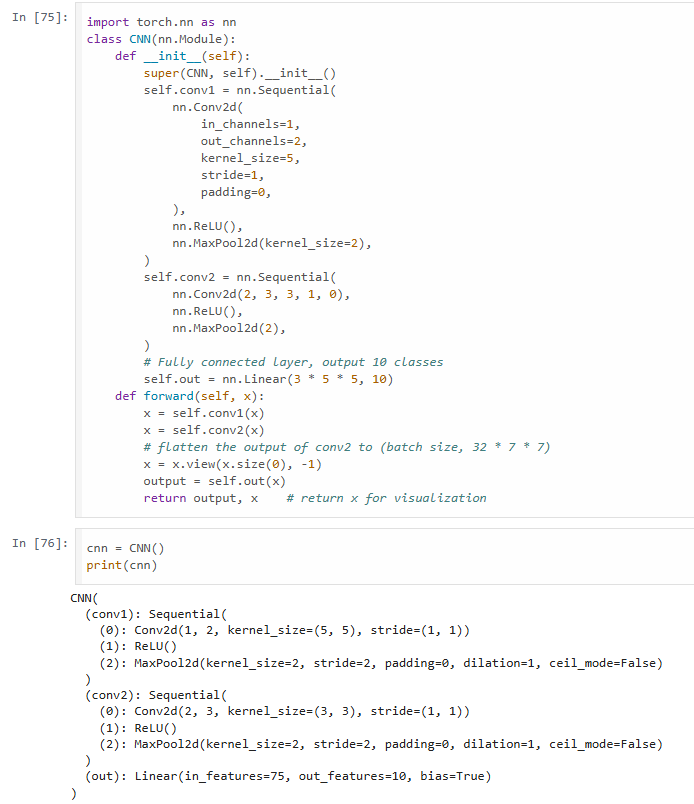 In [75]:
import torch.nn as nn
class CNN(nn.Module):
    def __init__(self):
        super(CNN, self).__init__()
        self.conv1 = nn.Sequential(
            nn.Conv2d(
                in_channels=1,
                out_channels=2,
                kernel_size=5,
                stride=1,
                padding=0,
            ),
            nn.ReLU(),
            nn.MaxPool2d(kernel_size=2),
        )
        self.conv2 = nn.Sequential(
            nn.Conv2d(2, 3, 3, 1, 0),
            nn.ReLU(),
            nn.MaxPool2d(2),
        )
        # Fully connected layer, output 10 classes
        self.out = nn.Linear(3 * 5 * 5, 10)
    def forward(self, x):
        x = self.conv1(x)
        x = self.conv2(x)
        # flatten the output of conv2 to (batch size, 32 * 7 * 7)
        x = x.view(x.size(0), -1)
        output = self.out(x)
        return output, x    # return x for visualization
In [76]:
cnn = CNN()
print(cnn)
CNN(
  (conv1): Sequential(
    (0): Conv2d(1, 2, kernel_size=(5, 5), stride=(1, 1))
    (1): ReLU()
    (2): MaxPool2d(kernel_size=2, stride=2, padding=0, dilation=1, ceil_mode=False)
  )
  (conv2): Sequential(
    (0): Conv2d(2, 3, kernel_size=(3, 3), stride=(1, 1))
    (1): ReLU()
    (2): MaxPool2d(kernel_size=2, stride=2, padding=0, dilation=1, ceil_mode=False)
  )
  (out): Linear(in_features=75, out_features=10, bias=True)
)